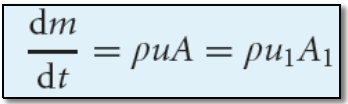 dm/dt = ρuA = ρu₁A₁